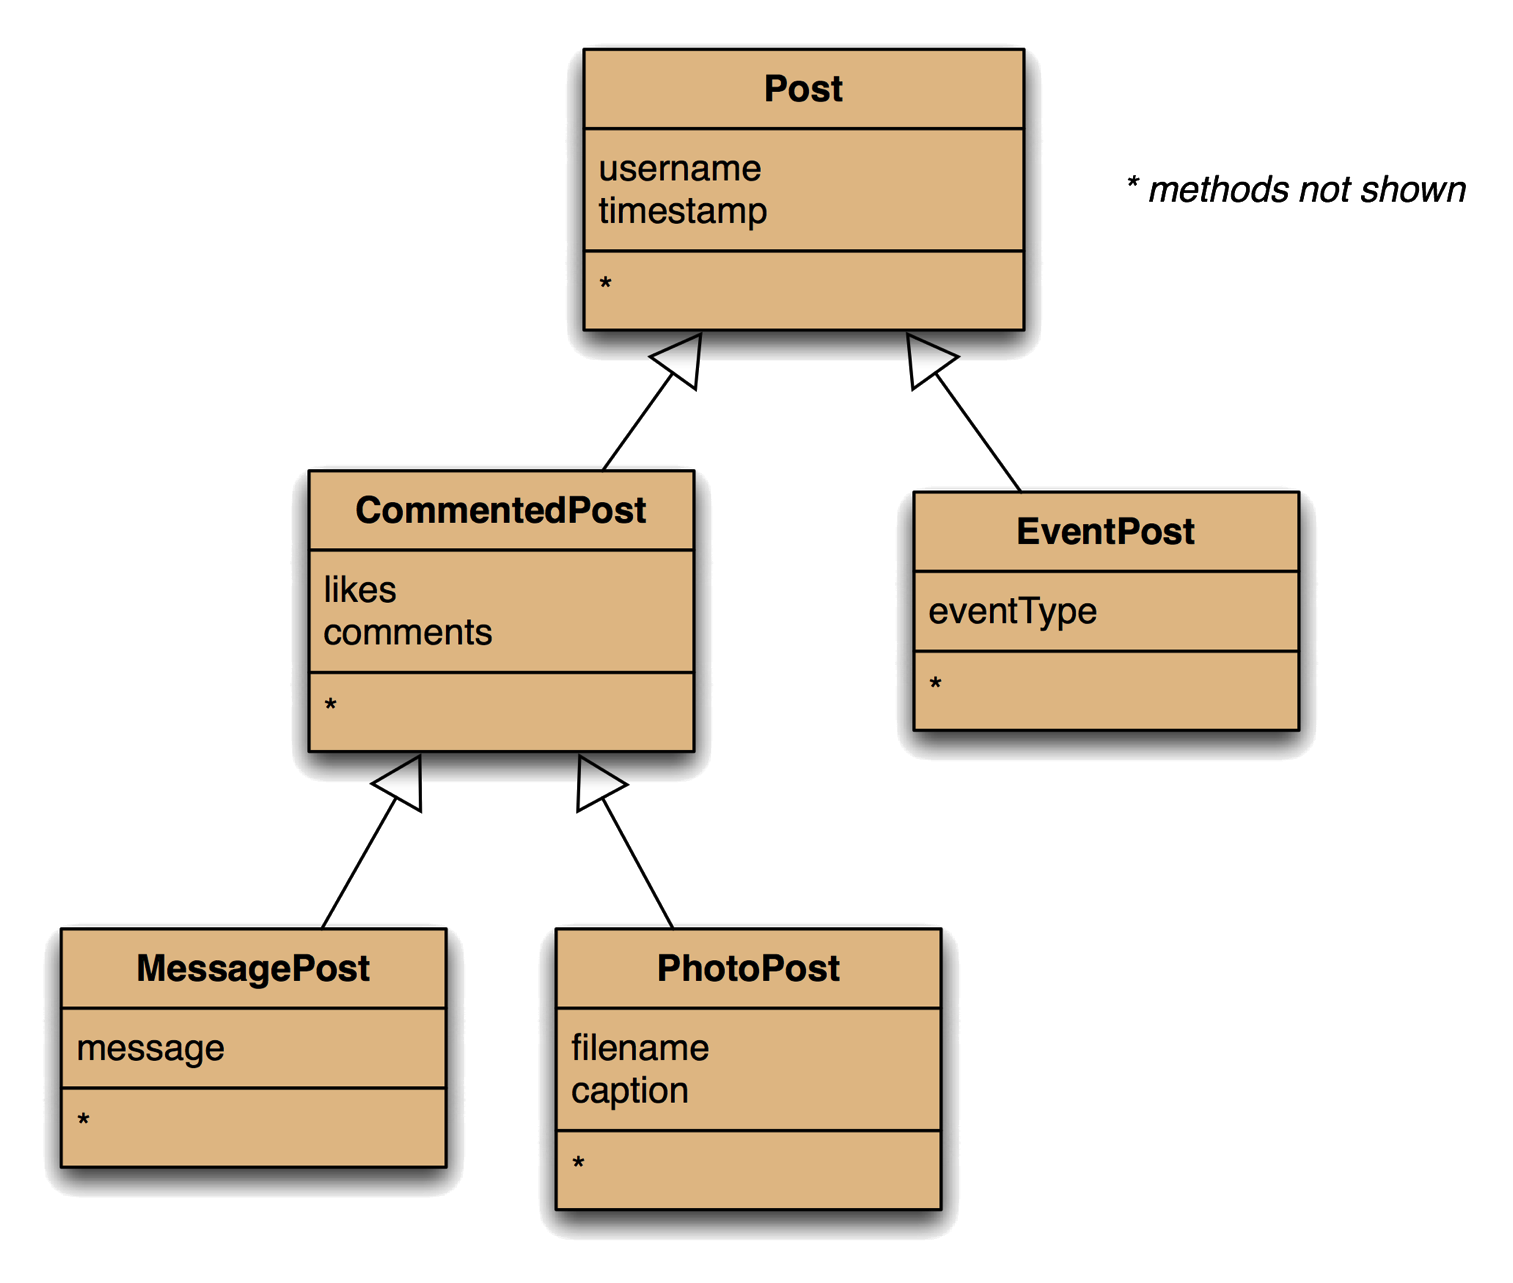 Post
username
timestamp
*
* methods not shown
CommentedPost
likes
comments
*
EventPost
eventType
*
MessagePost
message
*
PhotoPost
filename
caption
*